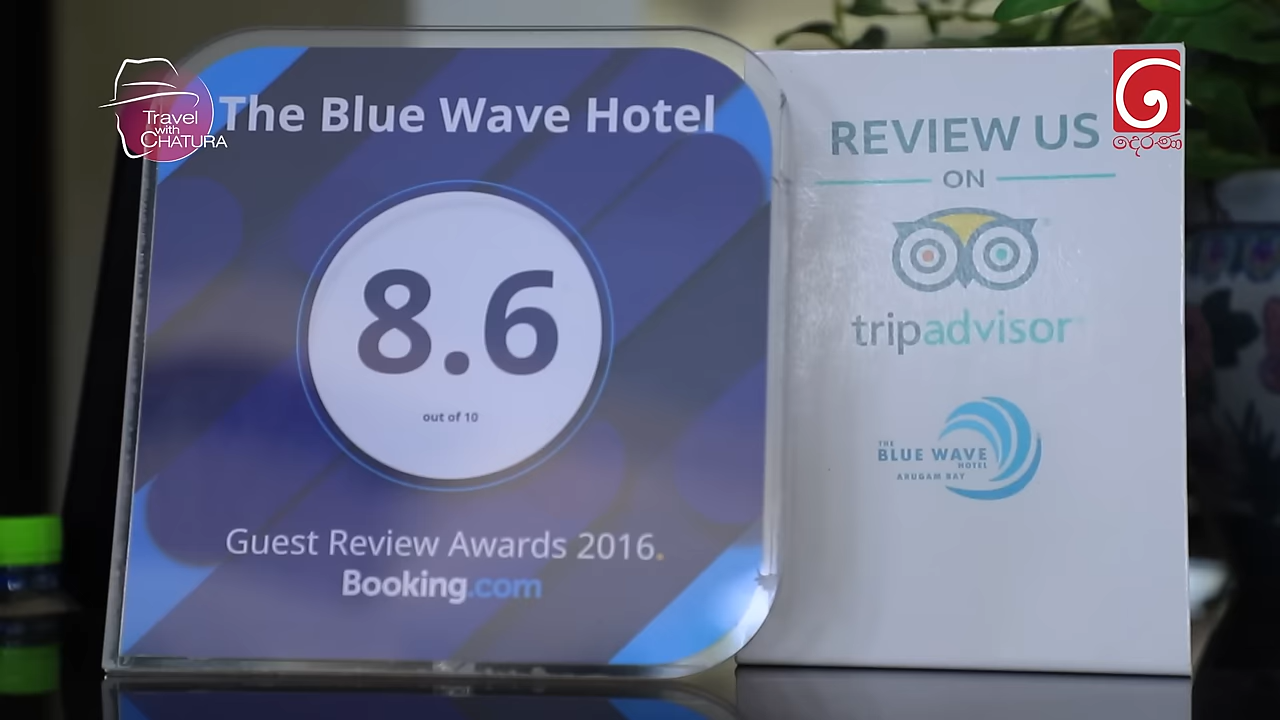 Travel
with
CHATURA
The Blue Wave Hotel
8.6
out of 10
Guest Review Awards 2016.
Booking.com
REVIEW US
ON
tripadvisor
THE
BLUE WAVE
HOTEL
ARUGAM BAY
දෙරණ